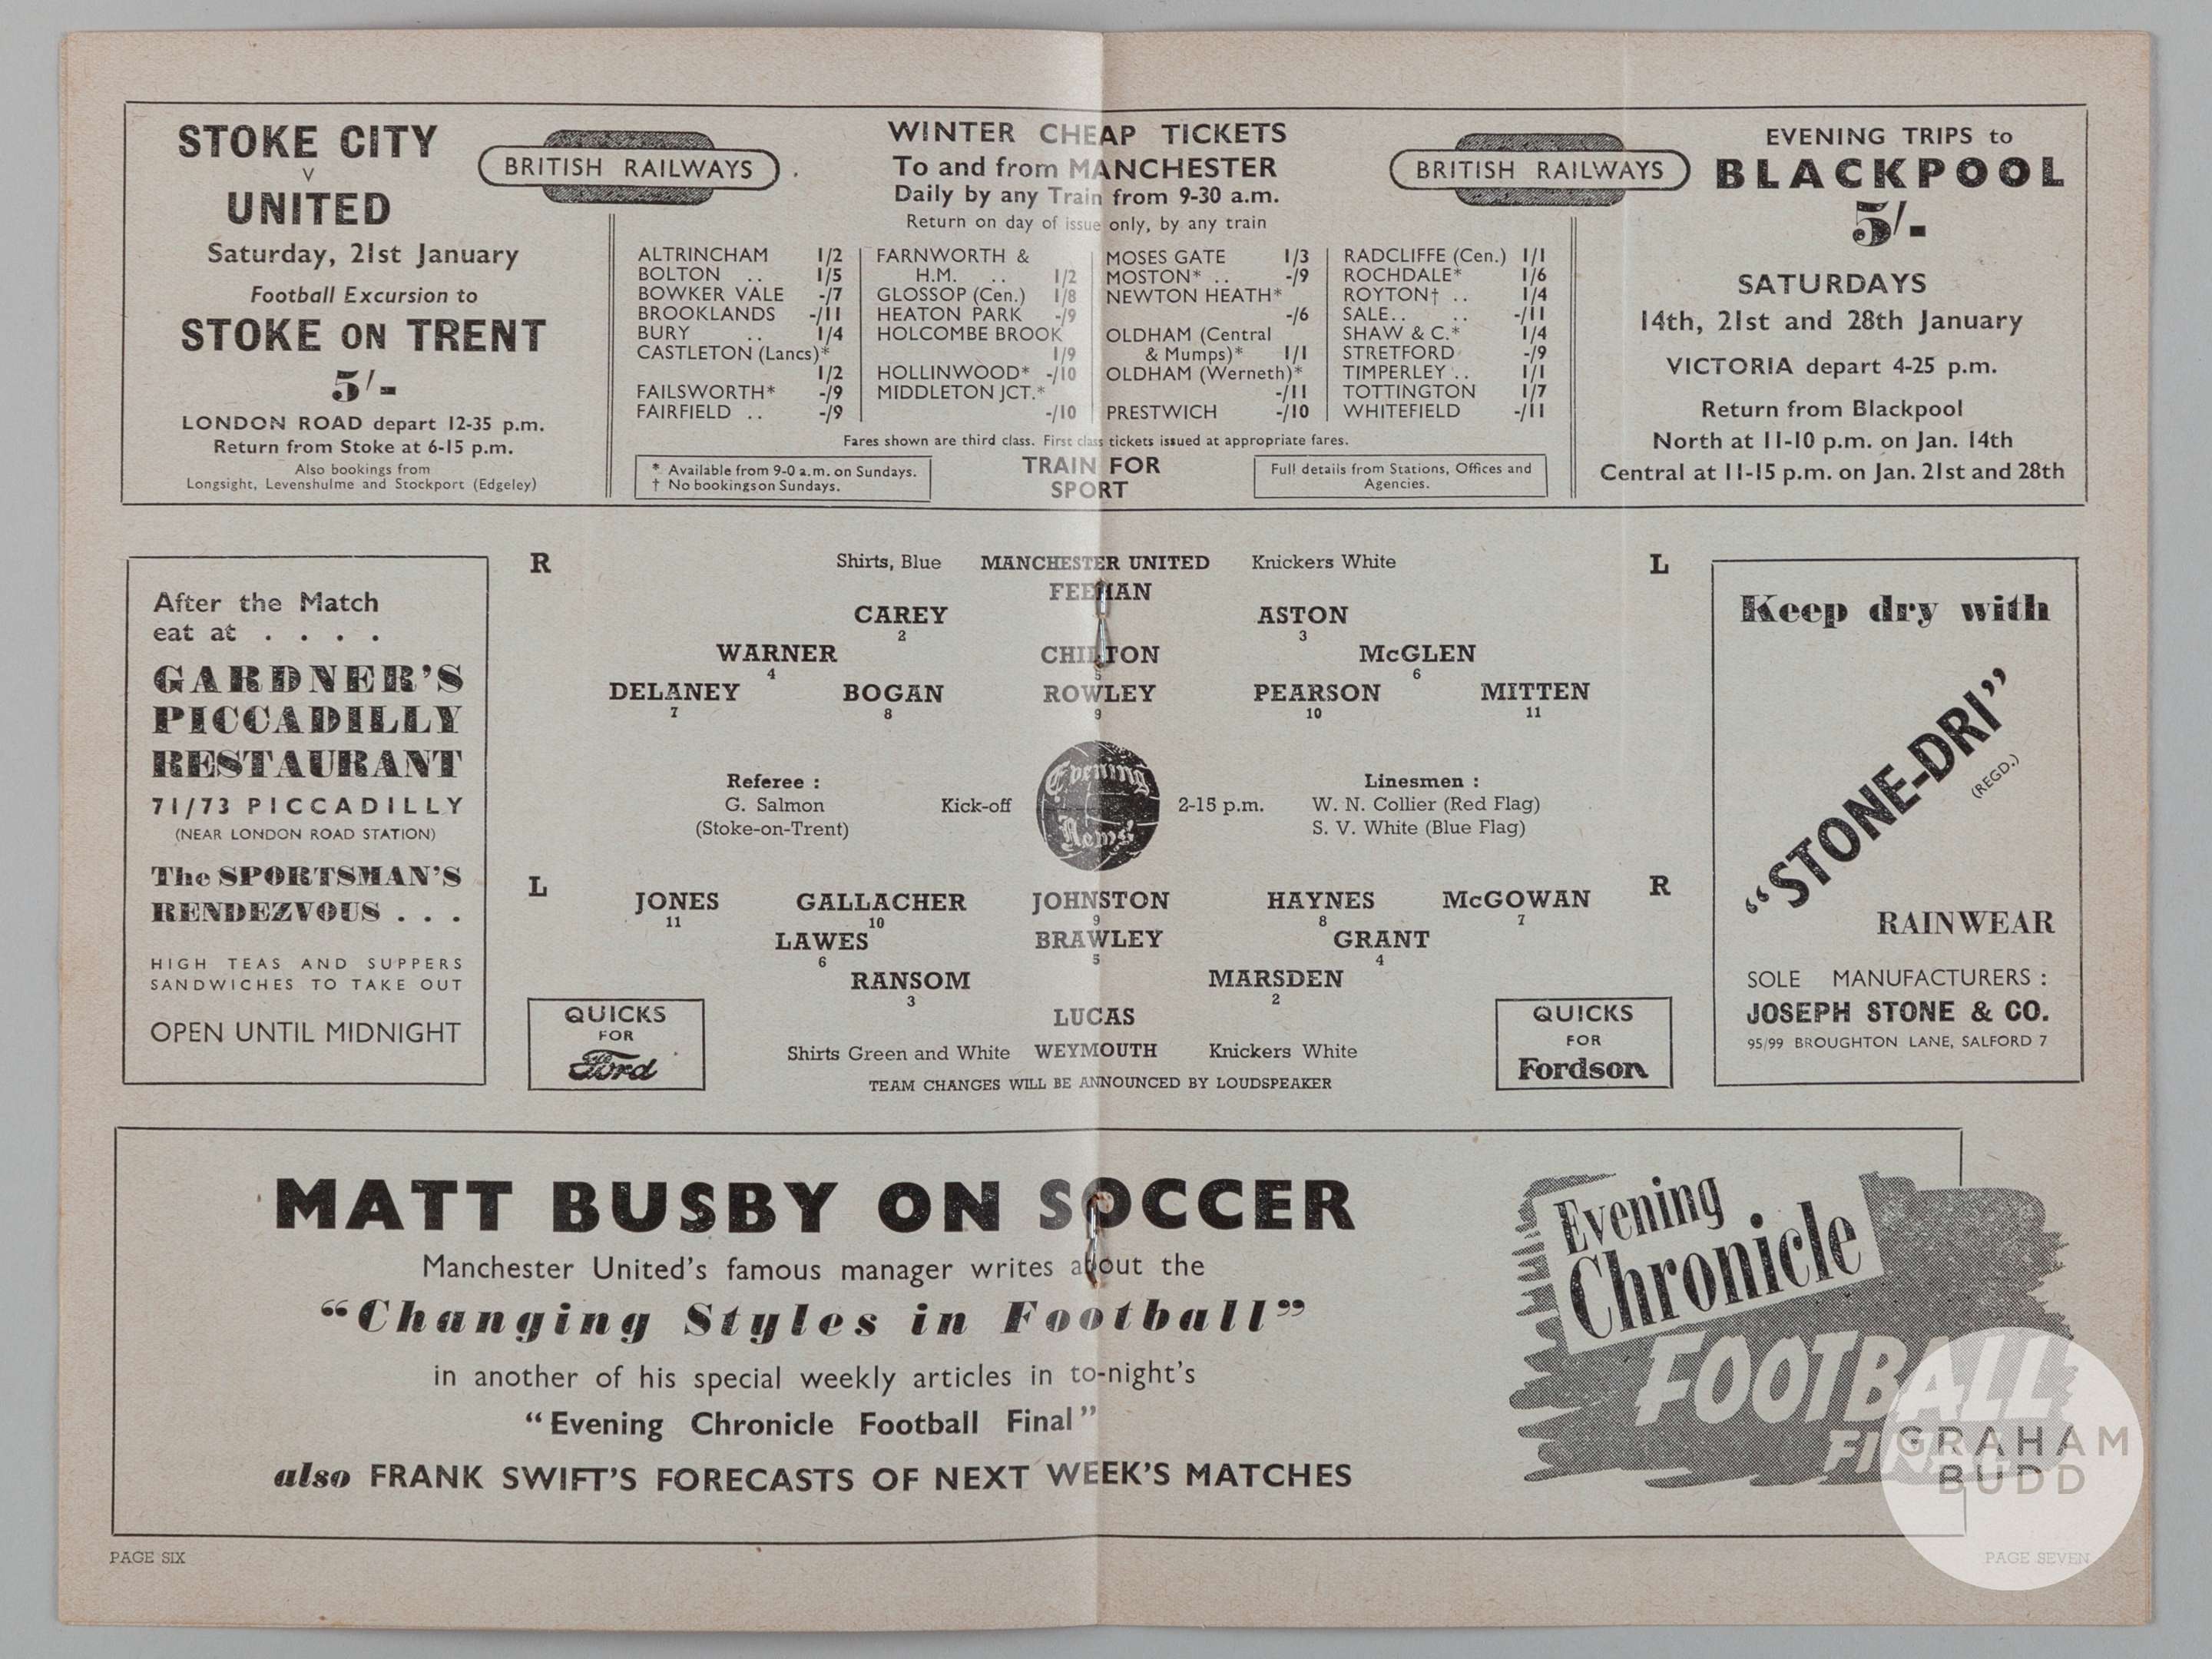 STOKE CITY
v
UNITED
Saturday, 21st January
Football Excursion to
STOKE ON TRENT
5/-
LONDON ROAD depart 12-35 p.m.
Return from Stoke at 6-15 p.m.
Also bookings from
Longsight, Levenshulme and Stockport (Edgeley)
BRITISH RAILWAYS
WINTER CHEAP TICKETS
To and from MANCHESTER
Daily by any Train from 9-30 a.m.
Return on day of issue only, by any train
BRITISH RAILWAYS
ALTRINCHAM 1/2
BOLTON .. 1/5
BOWKER VALE -/7
BROOKLANDS -/11
BURY .. 1/4
CASTLETON (Lancs)*
1/2
FAILSWORTH* -/9
FAIRFIELD .. -/9
FARNWORTH &
H.M. .. 1/2
GLOSSOP (Cen.) 1/8
HEATON PARK -/9
HOLCOMBE BROOK
1/9
HOLLINWOOD* -/10
MIDDLETON JCT.*
-/10
MOSES GATE 1/3
MOSTON* .. -/9
NEWTON HEATH*
-/6
OLDHAM (Central
& Mumps)* 1/1
OLDHAM (Werneth)*
-/11
PRESTWICH -/10
RADCLIFFE (Cen.) 1/1
ROCHDALE* 1/6
ROYTON† .. 1/4
SALE.. .. -/11
SHAW & C.* 1/4
STRETFORD -/9
TIMPERLEY .. 1/1
TOTTINGTON 1/7
WHITEFIELD -/11
Fares shown are third class. First class tickets issued at appropriate fares.
* Available from 9-0 a.m. on Sundays.
† No bookings on Sundays.
TRAIN FOR
SPORT
Full details from Stations, Offices and
Agencies.
EVENING TRIPS to
BLACKPOOL
5/-
SATURDAYS
14th, 21st and 28th January
VICTORIA depart 4-25 p.m.
Return from Blackpool
North at 11-10 p.m. on Jan. 14th
Central at 11-15 p.m. on Jan. 21st and 28th
After the Match
eat at . . . .
GARDNER'S
PICCADILLY
RESTAURANT
71/73 PICCADILLY
(NEAR LONDON ROAD STATION)
The SPORTSMAN'S
RENDEZVOUS . . .
HIGH TEAS AND SUPPERS
SANDWICHES TO TAKE OUT
OPEN UNTIL MIDNIGHT
R Shirts, Blue MANCHESTER UNITED Knickers White L
FEEHAN
CAREY ASTON
2 3
WARNER CHILTON McGLEN
4 5 6
DELANEY BOGAN ROWLEY PEARSON MITTEN
7 8 9 10 11
Referee :
G. Salmon
(Stoke-on-Trent)
Kick-off
Evening
News
2-15 p.m.
Linesmen :
W. N. Collier (Red Flag)
S. V. White (Blue Flag)
L R
JONES GALLACHER JOHNSTON HAYNES McGOWAN
11 10 9 8 7
LAWES BRAWLEY GRANT
6 5 4
RANSOM MARSDEN
3 2
LUCAS
Shirts Green and White WEYMOUTH Knickers White
TEAM CHANGES WILL BE ANNOUNCED BY LOUDSPEAKER
QUICKS
FOR
Ford
QUICKS
FOR
Fordson
Keep dry with
"STONE-DRI"
(REGD.)
RAINWEAR
SOLE MANUFACTURERS :
JOSEPH STONE & CO.
95/99 BROUGHTON LANE, SALFORD 7
MATT BUSBY ON SOCCER
Manchester United's famous manager writes about the
"Changing Styles in Football"
in another of his special weekly articles in to-night's
"Evening Chronicle Football Final"
also FRANK SWIFT'S FORECASTS OF NEXT WEEK'S MATCHES
Evening
Chronicle
FOOTBALL
FINAL
GRAHAM
BUDD
PAGE SIX
PAGE SEVEN